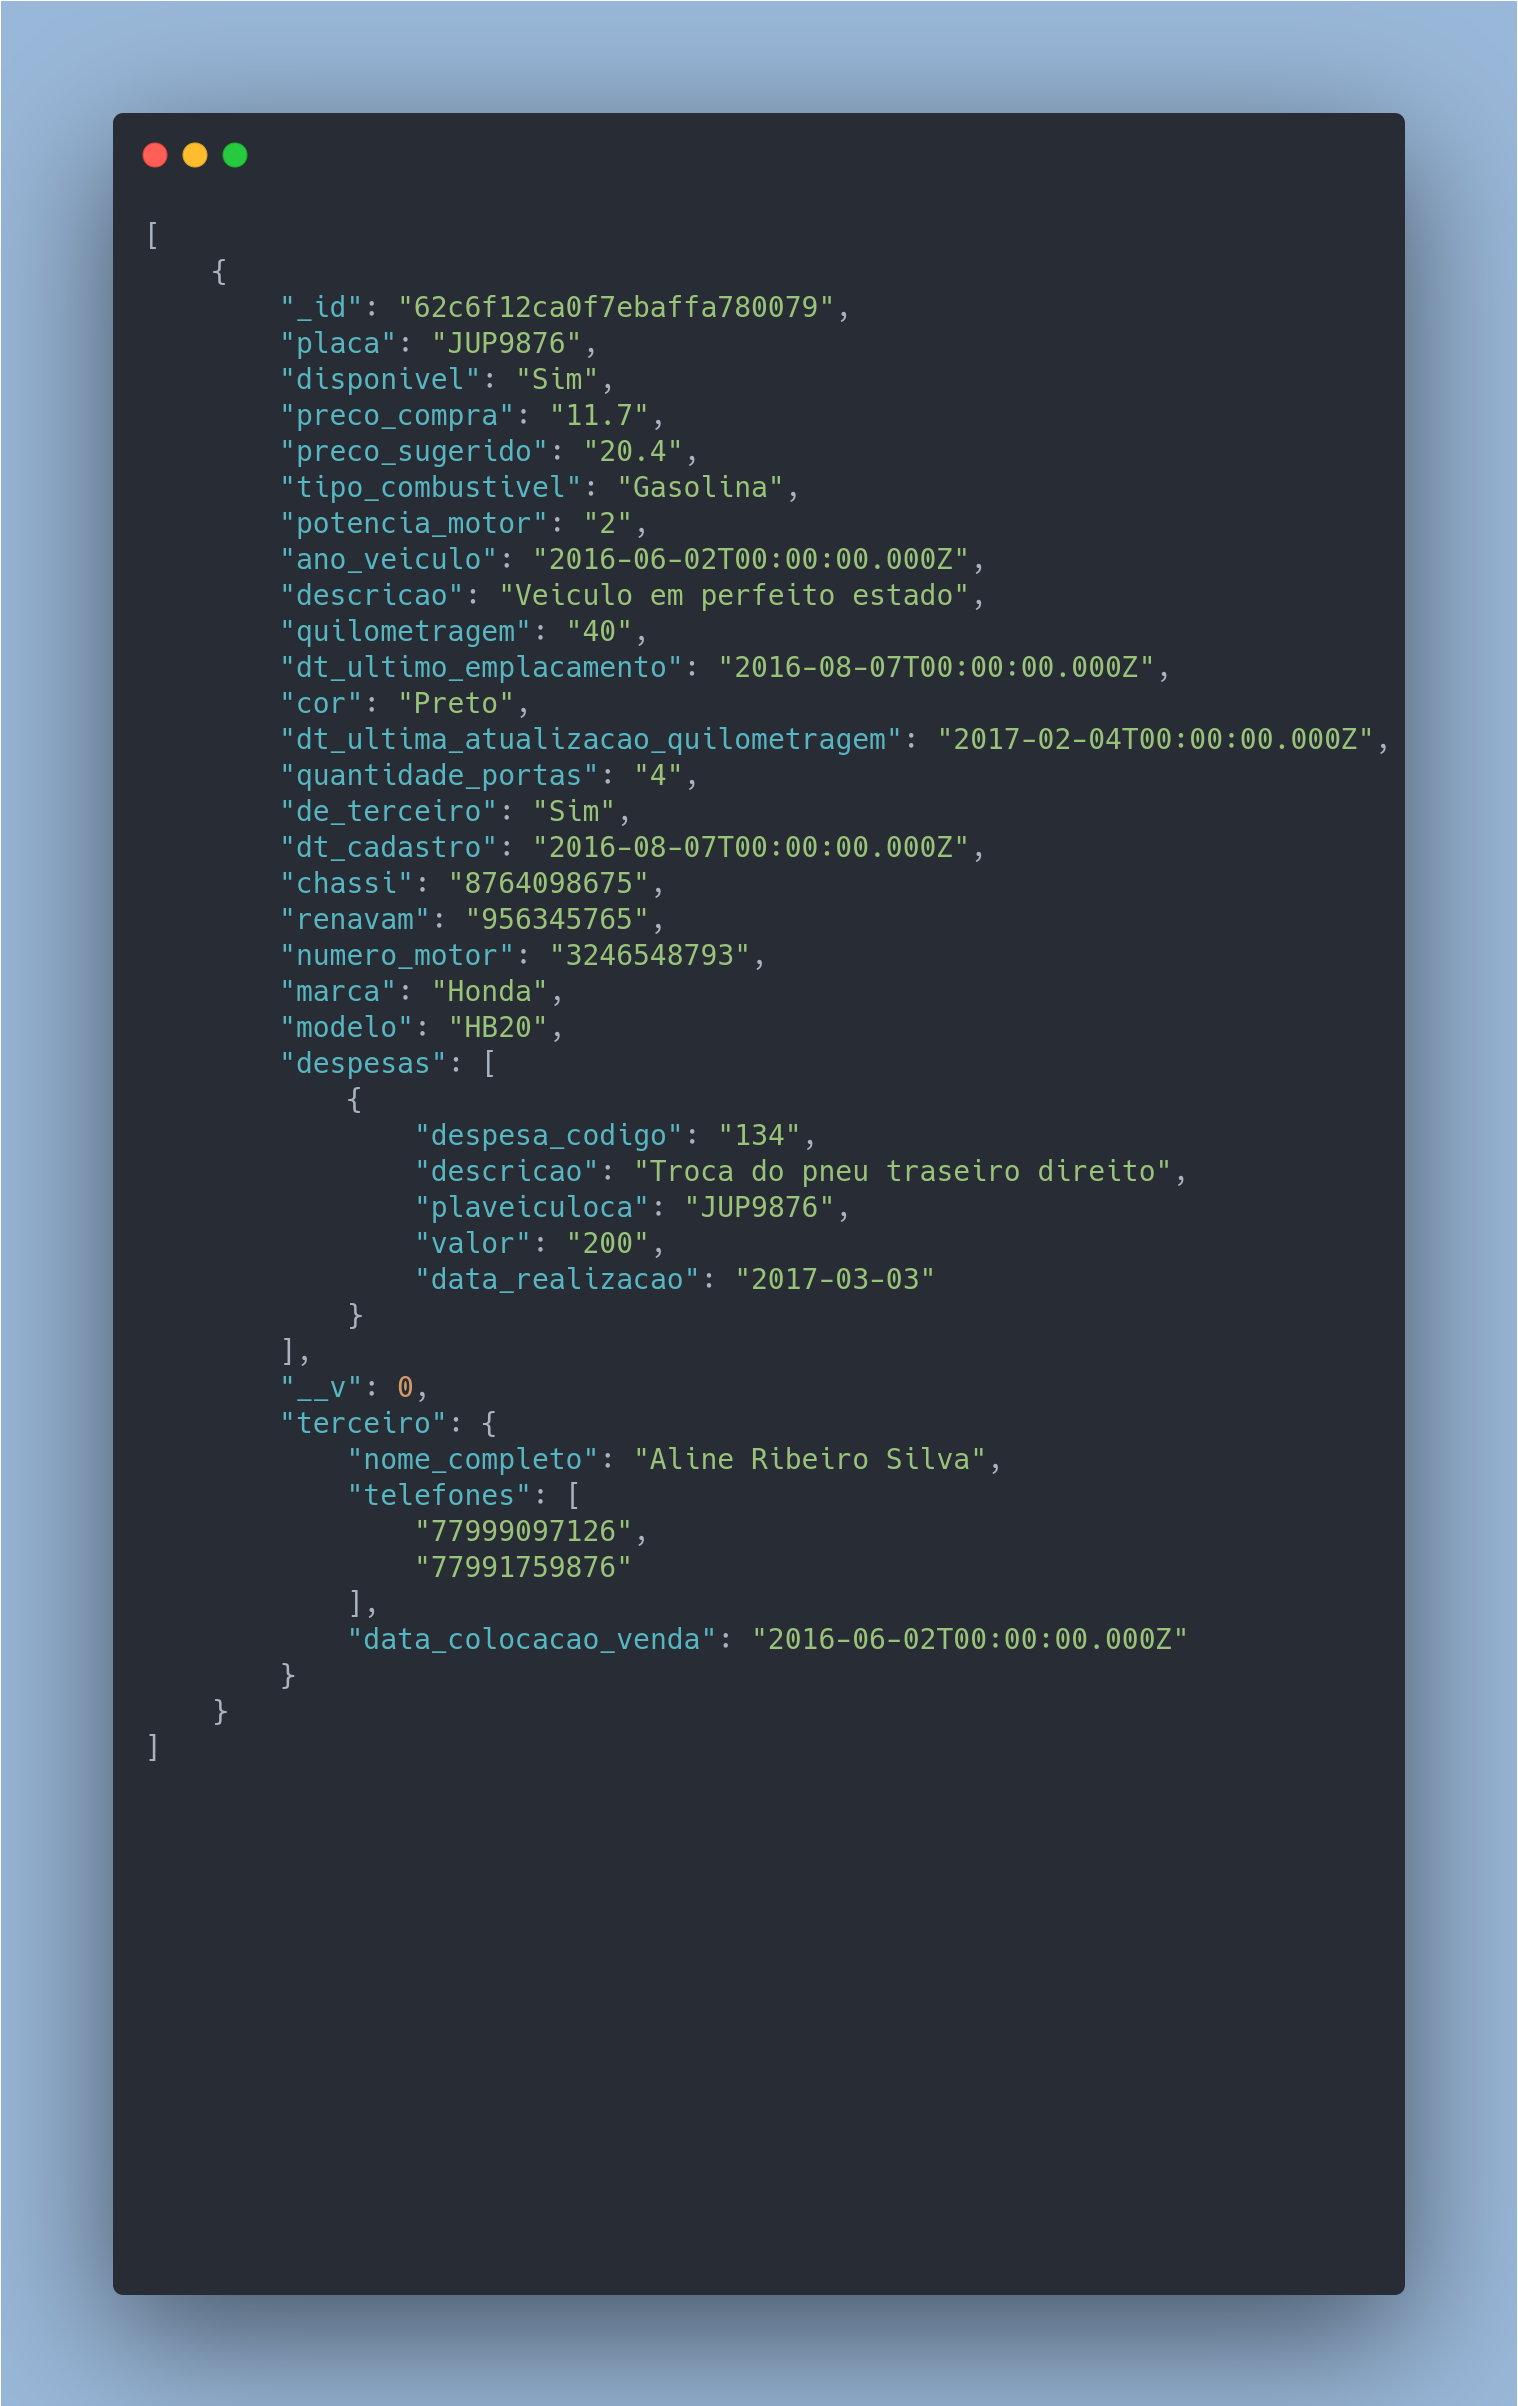 [
    {
        "_id": "62c6f12ca0f7ebaffa780079",
        "placa": "JUP9876",
        "disponivel": "Sim",
        "preco_compra": "11.7",
        "preco_sugerido": "20.4",
        "tipo_combustivel": "Gasolina",
        "potencia_motor": "2",
        "ano_veiculo": "2016-06-02T00:00:00.000Z",
        "descricao": "Veiculo em perfeito estado",
        "quilometragem": "40",
        "dt_ultimo_emplacamento": "2016-08-07T00:00:00.000Z",
        "cor": "Preto",
        "dt_ultima_atualizacao_quilometragem": "2017-02-04T00:00:00.000Z",
        "quantidade_portas": "4",
        "de_terceiro": "Sim",
        "dt_cadastro": "2016-08-07T00:00:00.000Z",
        "chassi": "8764098675",
        "renavam": "956345765",
        "numero_motor": "3246548793",
        "marca": "Honda",
        "modelo": "HB20",
        "despesas": [
            {
                "despesa_codigo": "134",
                "descricao": "Troca do pneu traseiro direito",
                "plaveiculoca": "JUP9876",
                "valor": "200",
                "data_realizacao": "2017-03-03"
            }
        ],
        "__v": 0,
        "terceiro": {
            "nome_completo": "Aline Ribeiro Silva",
            "telefones": [
                "77999097126",
                "77991759876"
            ],
            "data_colocacao_venda": "2016-06-02T00:00:00.000Z"
        }
    }
]